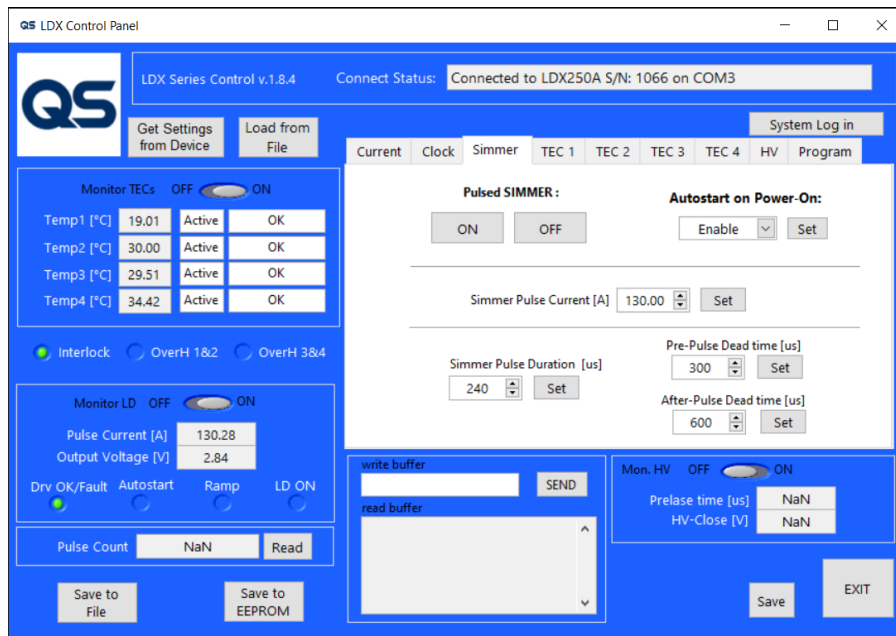 QS LDX Control Panel
QS
LDX Series Control v.1.8.4
Connect Status:
Connected to LDX250A S/N: 1066 on COM3
Get Settings
from Device
Load from
File
System Log in
Monitor TECs OFF ON
Temp1 [°C] 19.01 Active OK
Temp2 [°C] 30.00 Active OK
Temp3 [°C] 29.51 Active OK
Temp4 [°C] 34.42 Active OK
Interlock OverH 1&2 OverH 3&4
Monitor LD OFF ON
Pulse Current [A] 130.28
Output Voltage [V] 2.84
Drv OK/Fault Autostart Ramp LD ON
Pulse Count NaN Read
Save to
File
Save to
EEPROM
Current Clock Simmer TEC 1 TEC 2 TEC 3 TEC 4 HV Program
Pulsed SIMMER :
ON OFF
Autostart on Power-On:
Enable Set
Simmer Pulse Current [A] 130.00 Set
Simmer Pulse Duration [us]
240 Set
Pre-Pulse Dead time [us]
300 Set
After-Pulse Dead time [us]
600 Set
write buffer
SEND
read buffer
Mon. HV OFF ON
Prelase time [us] NaN
HV-Close [V] NaN
Save
EXIT